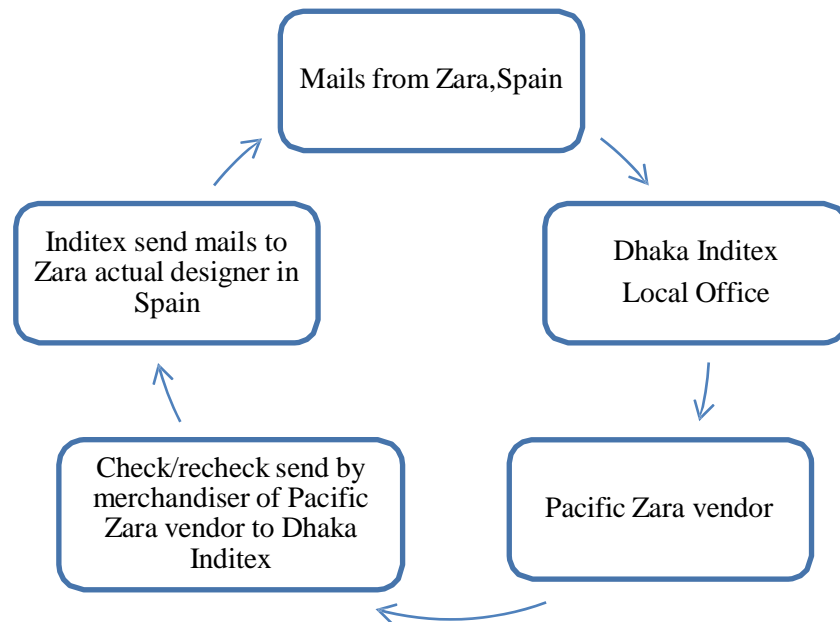 Mails from Zara,Spain
Dhaka Inditex
Local Office
Pacific Zara vendor
Check/recheck send by
merchandiser of Pacific
Zara vendor to Dhaka
Inditex
Inditex send mails to
Zara actual designer in
Spain